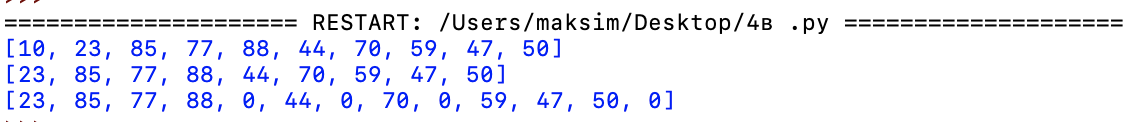 ===================== RESTART: /Users/maksim/Desktop/4в .py ====================
[10, 23, 85, 77, 88, 44, 70, 59, 47, 50]
[23, 85, 77, 88, 44, 70, 59, 47, 50]
[23, 85, 77, 88, 0, 44, 0, 70, 0, 59, 47, 50, 0]